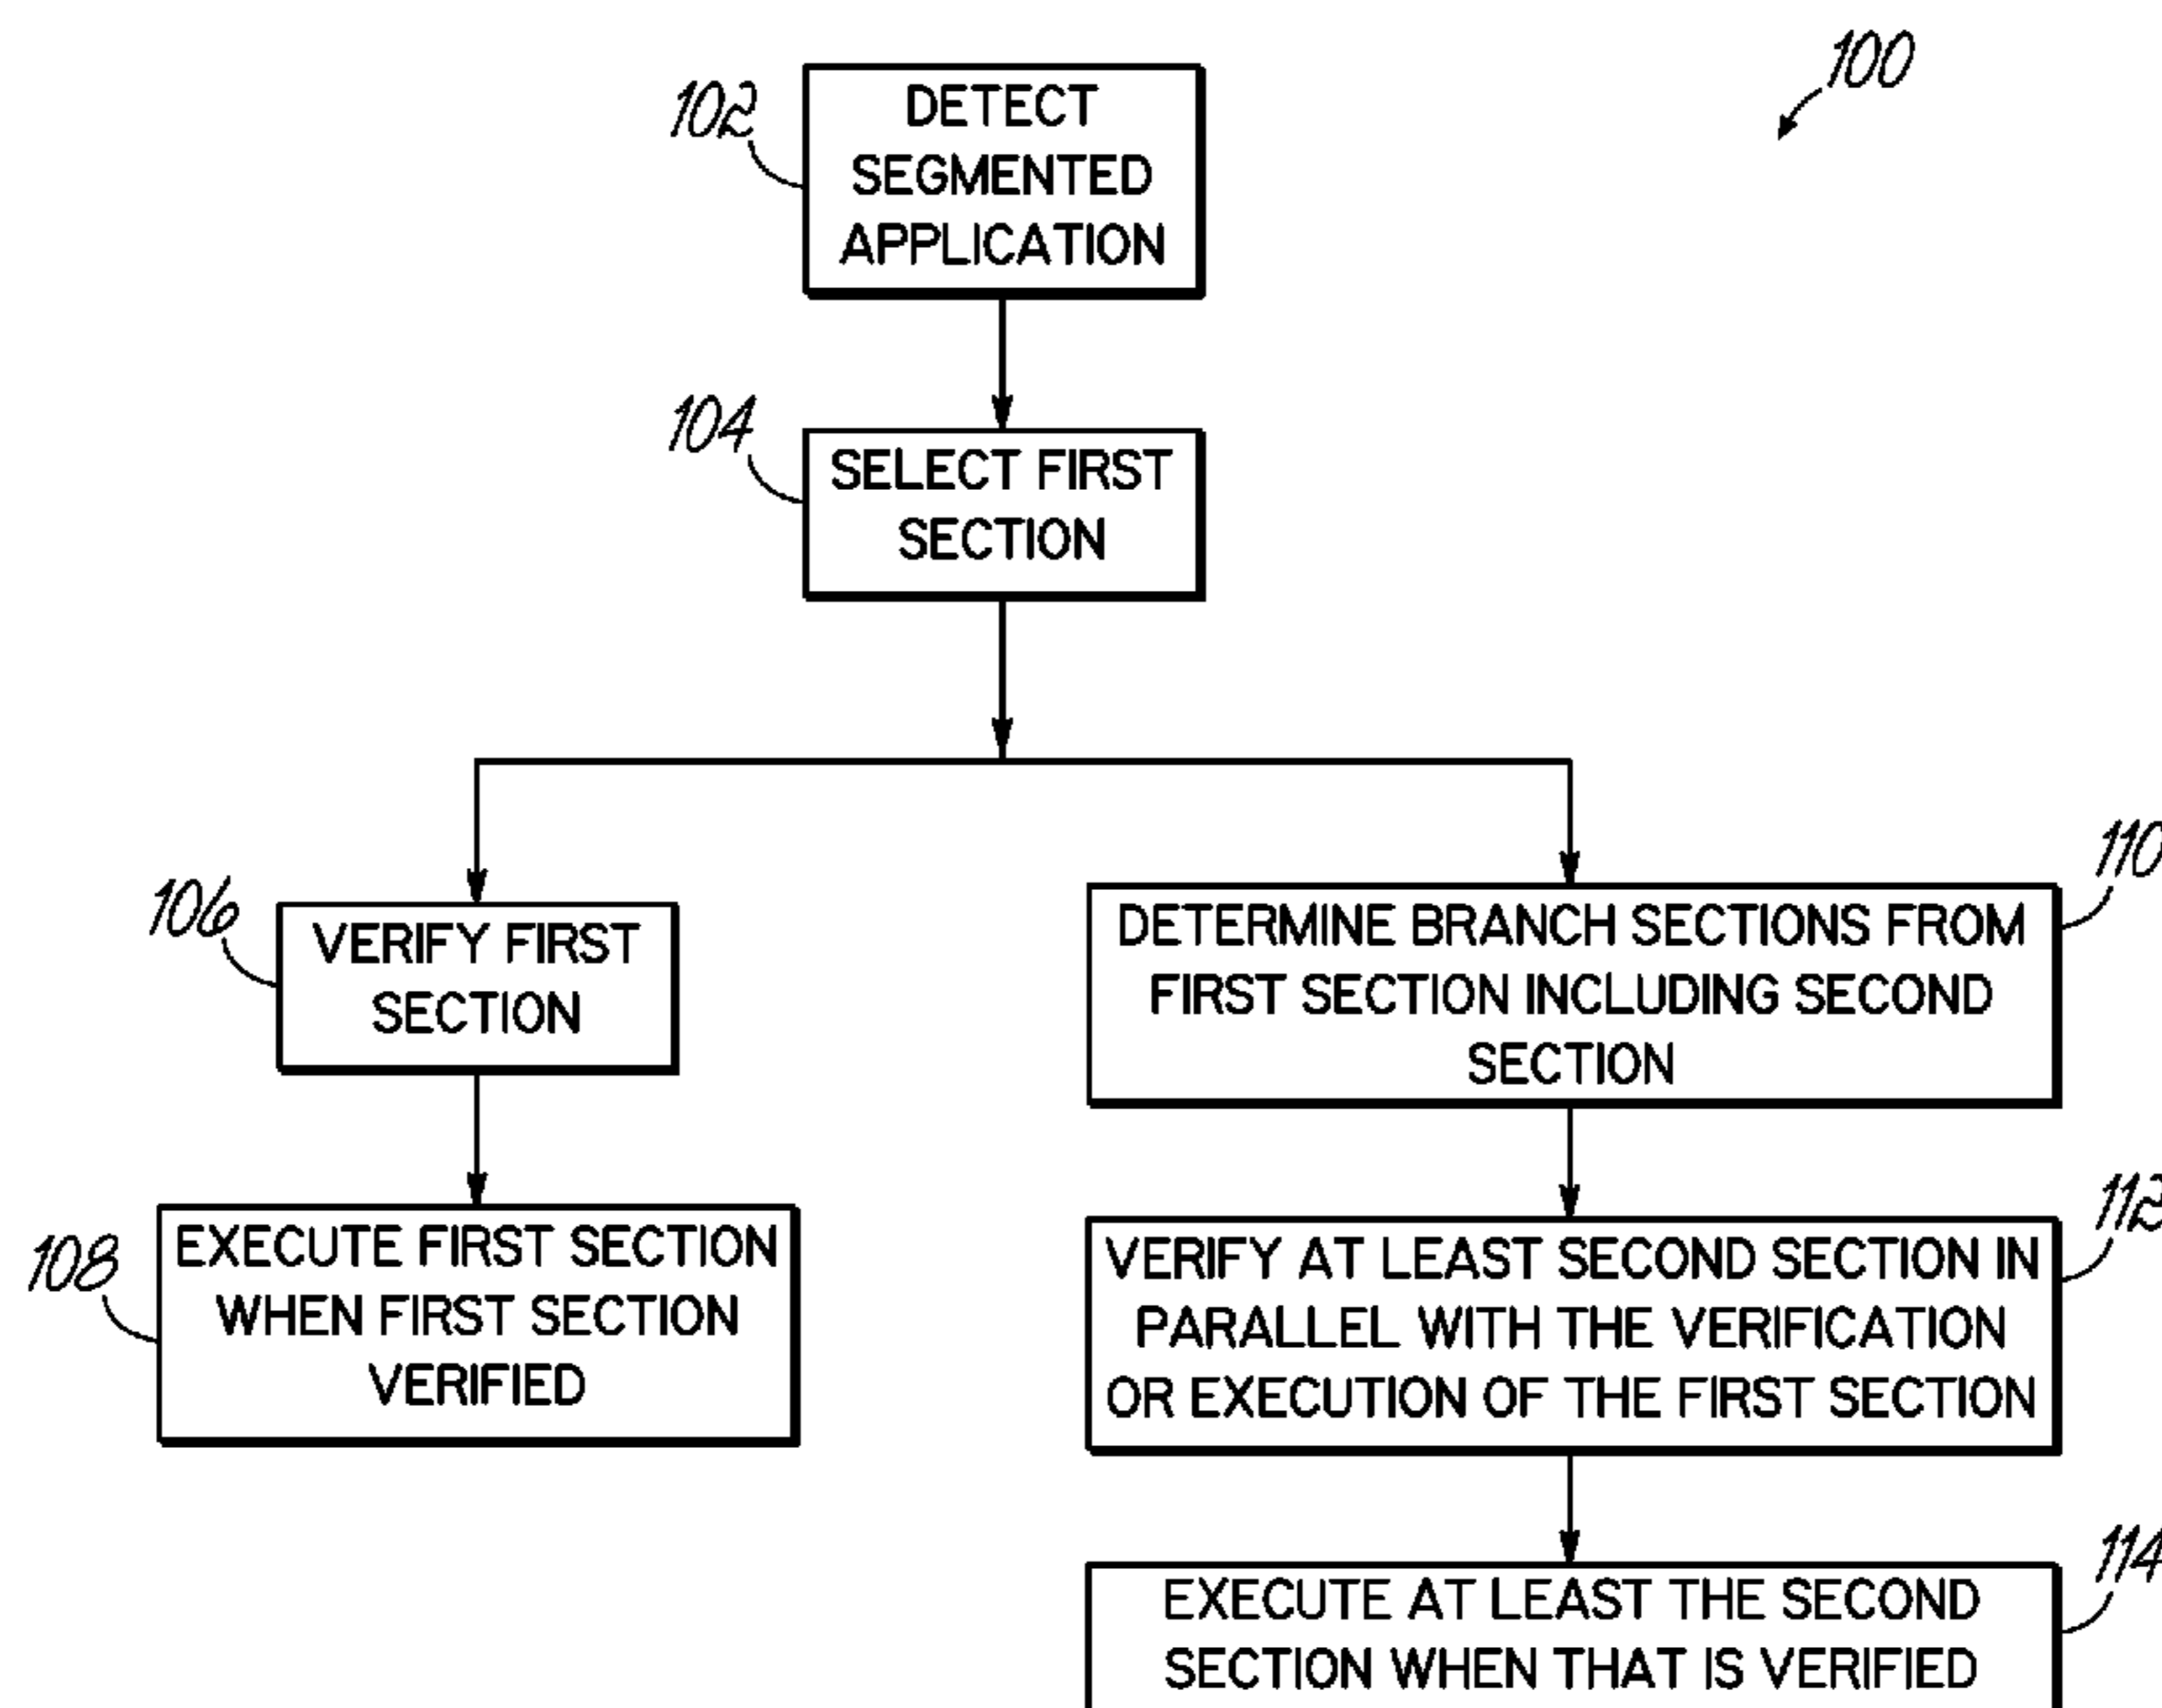 100
102
DETECT
SEGMENTED
APPLICATION
104
SELECT FIRST
SECTION
106
VERIFY FIRST
SECTION
108
EXECUTE FIRST SECTION
WHEN FIRST SECTION
VERIFIED
110
DETERMINE BRANCH SECTIONS FROM
FIRST SECTION INCLUDING SECOND
SECTION
112
VERIFY AT LEAST SECOND SECTION IN
PARALLEL WITH THE VERIFICATION
OR EXECUTION OF THE FIRST SECTION
114
EXECUTE AT LEAST THE SECOND
SECTION WHEN THAT IS VERIFIED